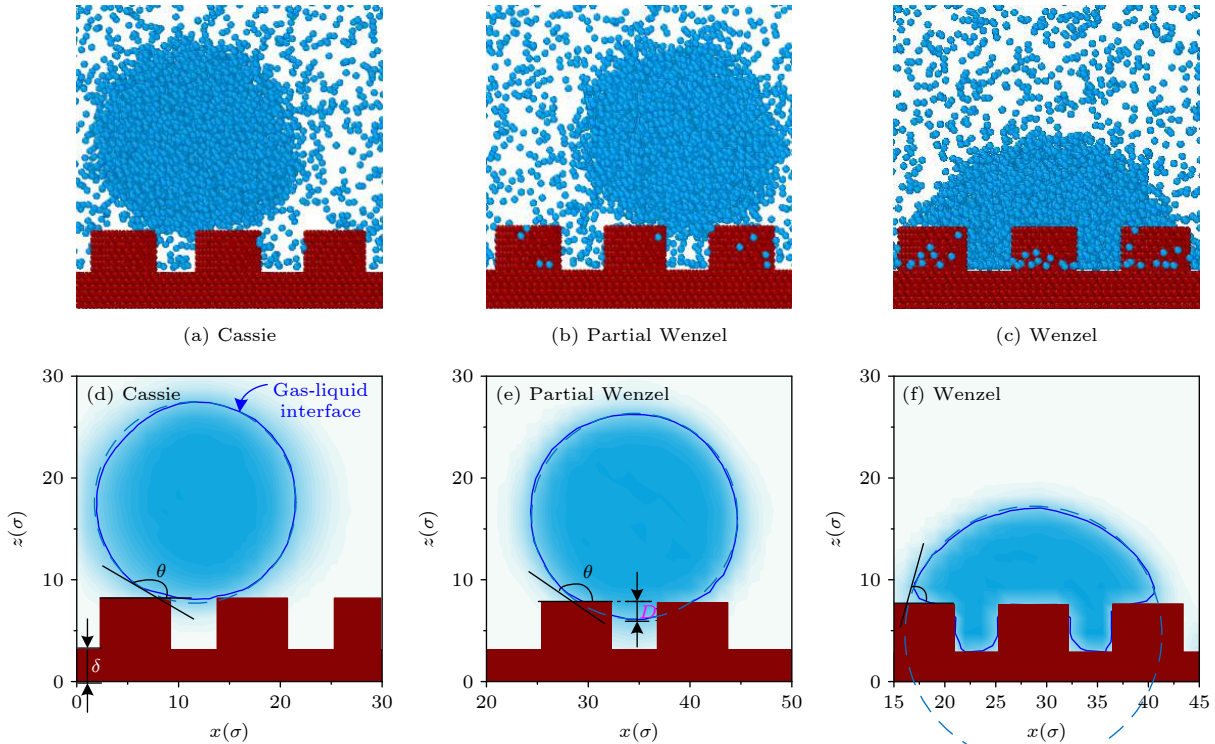 (a) Cassie
(b) Partial Wenzel
(c) Wenzel
30
20
10
0
z(σ)
(d) Cassie
Gas-liquid
interface
θ
δ
0
10
20
30
x(σ)
30
20
10
0
z(σ)
(e) Partial Wenzel
θ
D
20
30
40
50
x(σ)
30
20
10
0
z(σ)
(f) Wenzel
θ
15
20
25
30
35
40
45
x(σ)